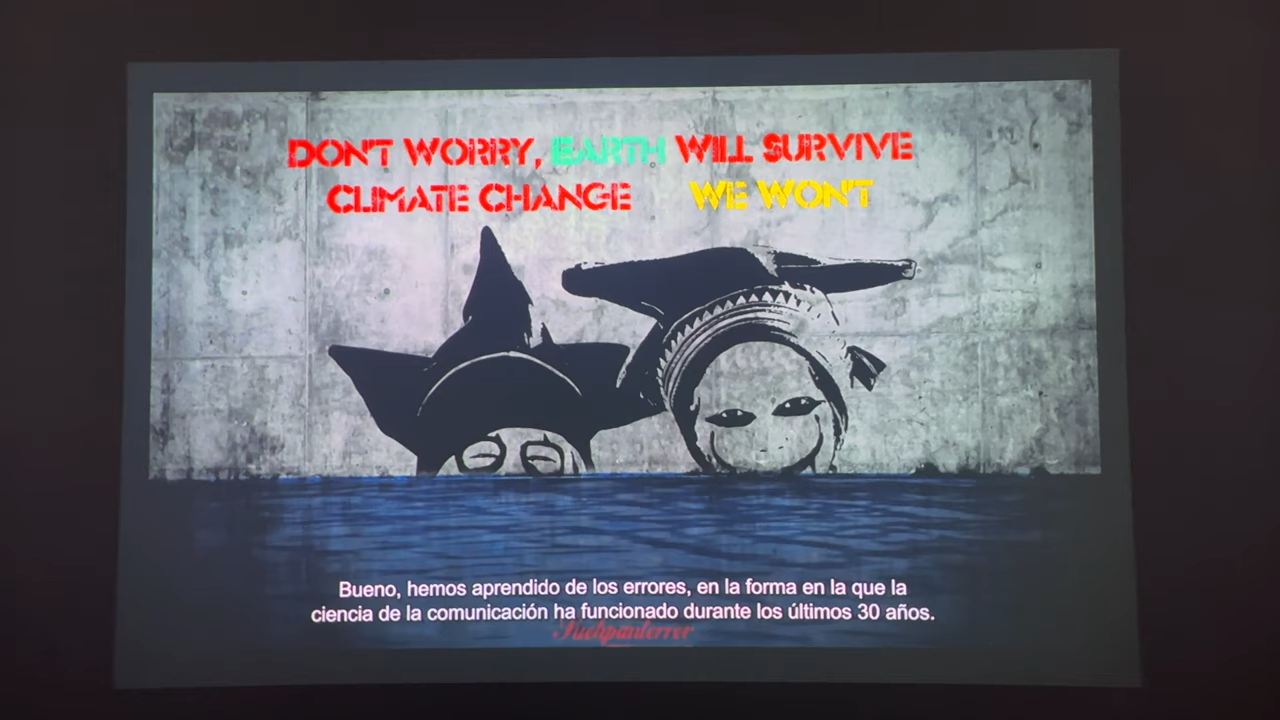 DON'T WORRY, EARTH WILL SURVIVE
CLIMATE CHANGE WE WON'T
Bueno, hemos aprendido de los errores, en la forma en la que la
ciencia de la comunicación ha funcionado durante los últimos 30 años.